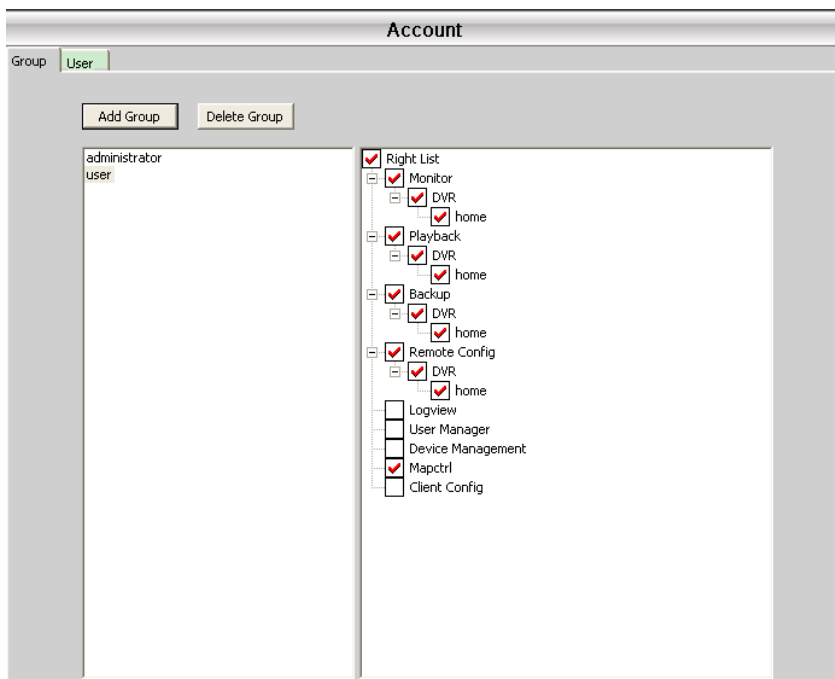 Account
Group
User
Add Group
Delete Group
administrator
user
Right List
Monitor
DVR
home
Playback
DVR
home
Backup
DVR
home
Remote Config
DVR
home
Logview
User Manager
Device Management
Mapctrl
Client Config